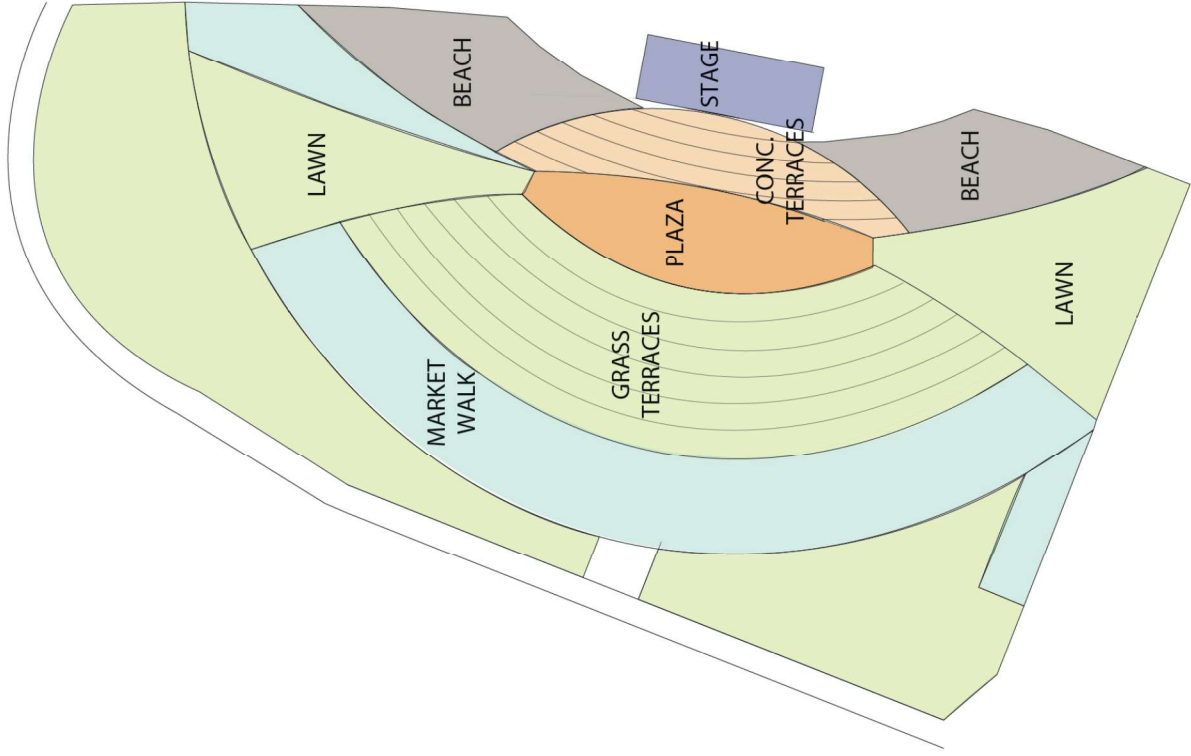 BEACH
STAGE
LAWN
CONC.
TERRACES
BEACH
PLAZA
LAWN
GRASS
TERRACES
MARKET
WALK